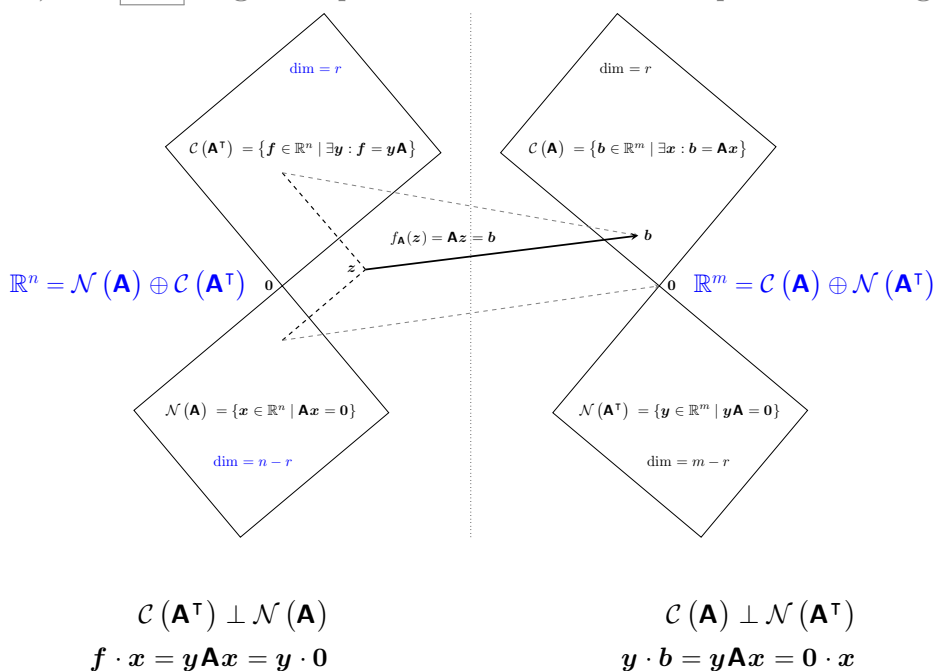 dim = r
dim = r
𝒞(𝐀ᵀ) = {𝒇 ∈ ℝⁿ | ∃𝒚 : 𝒇 = 𝒚𝐀}
𝒞(𝐀) = {𝒃 ∈ ℝᵐ | ∃𝒙 : 𝒃 = 𝐀𝒙}
f_𝐀(𝒛) = 𝐀𝒛 = 𝒃
𝒃
𝒛
ℝⁿ = 𝒩(𝐀) ⊕ 𝒞(𝐀ᵀ)
𝟎
𝟎
ℝᵐ = 𝒞(𝐀) ⊕ 𝒩(𝐀ᵀ)
𝒩(𝐀) = {𝒙 ∈ ℝⁿ | 𝐀𝒙 = 𝟎}
𝒩(𝐀ᵀ) = {𝒚 ∈ ℝᵐ | 𝒚𝐀 = 𝟎}
dim = n − r
dim = m − r
𝒞(𝐀ᵀ) ⊥ 𝒩(𝐀)
𝒞(𝐀) ⊥ 𝒩(𝐀ᵀ)
𝒇 · 𝒙 = 𝒚𝐀𝒙 = 𝒚 · 𝟎
𝒚 · 𝒃 = 𝒚𝐀𝒙 = 𝟎 · 𝒙